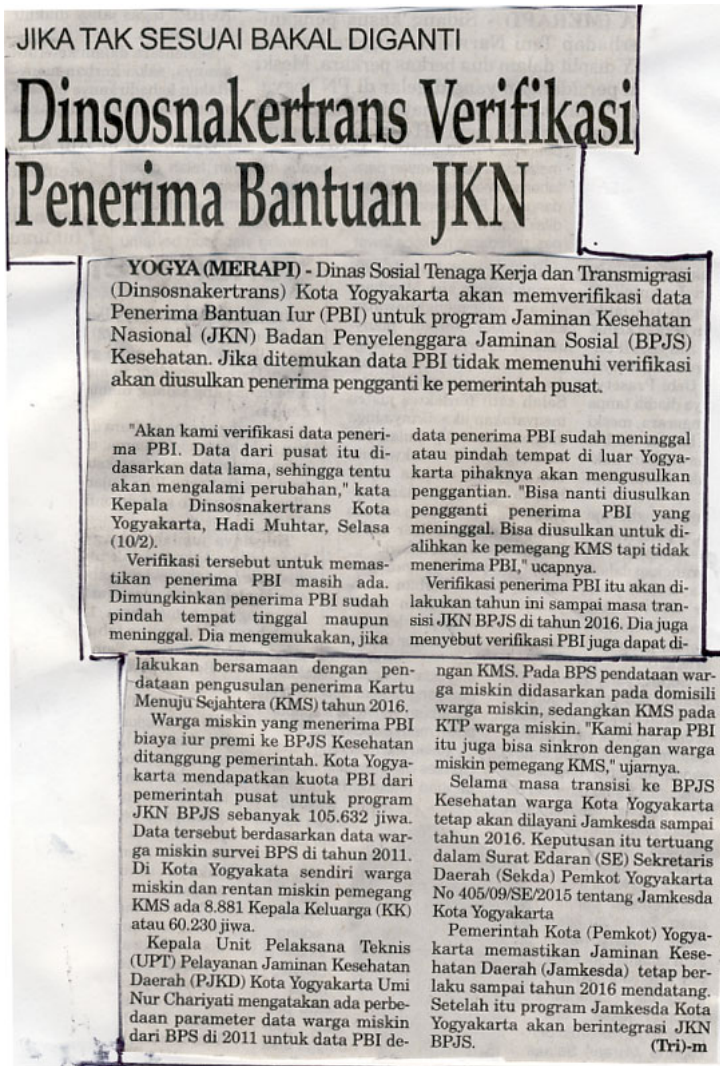 JIKA TAK SESUAI BAKAL DIGANTI
Dinsosnakertrans Verifikasi
Penerima Bantuan JKN
YOGYA (MERAPI) - Dinas Sosial Tenaga Kerja dan Transmigrasi
(Dinsosnakertrans) Kota Yogyakarta akan memverifikasi data
Penerima Bantuan Iur (PBI) untuk program Jaminan Kesehatan
Nasional (JKN) Badan Penyelenggara Jaminan Sosial (BPJS)
Kesehatan. Jika ditemukan data PBI tidak memenuhi verifikasi
akan diusulkan penerima pengganti ke pemerintah pusat.
"Akan kami verifikasi data peneri-
ma PBI. Data dari pusat itu di-
dasarkan data lama, sehingga tentu
akan mengalami perubahan," kata
Kepala Dinsosnakertrans Kota
Yogyakarta, Hadi Muhtar, Selasa
(10/2).
Verifikasi tersebut untuk memas-
tikan penerima PBI masih ada.
Dimungkinkan penerima PBI sudah
pindah tempat tinggal maupun
meninggal. Dia mengemukakan, jika
data penerima PBI sudah meninggal
atau pindah tempat di luar Yogya-
karta pihaknya akan mengusulkan
penggantian. "Bisa nanti diusulkan
pengganti penerima PBI yang
meninggal. Bisa diusulkan untuk di-
alihkan ke pemegang KMS tapi tidak
menerima PBI," ucapnya.
Verifikasi penerima PBI itu akan di-
lakukan tahun ini sampai masa tran-
sisi JKN BPJS di tahun 2016. Dia juga
menyebut verifikasi PBI juga dapat di-
lakukan bersamaan dengan pen-
dataan pengusulan penerima Kartu
Menuju Sejahtera (KMS) tahun 2016.
Warga miskin yang menerima PBI
biaya iur premi ke BPJS Kesehatan
ditanggung pemerintah. Kota Yogya-
karta mendapatkan kuota PBI dari
pemerintah pusat untuk program
JKN BPJS sebanyak 105.632 jiwa.
Data tersebut berdasarkan data war-
ga miskin survei BPS di tahun 2011.
Di Kota Yogyakata sendiri warga
miskin dan rentan miskin pemegang
KMS ada 8.881 Kepala Keluarga (KK)
atau 60.230 jiwa.
Kepala Unit Pelaksana Teknis
(UPT) Pelayanan Jaminan Kesehatan
Daerah (PJKD) Kota Yogyakarta Umi
Nur Chariyati mengatakan ada perbe-
daan parameter data warga miskin
dari BPS di 2011 untuk data PBI de-
ngan KMS. Pada BPS pendataan war-
ga miskin didasarkan pada domisili
warga miskin, sedangkan KMS pada
KTP warga miskin. "Kami harap PBI
itu juga bisa sinkron dengan warga
miskin pemegang KMS," ujarnya.
Selama masa transisi ke BPJS
Kesehatan warga Kota Yogyakarta
tetap akan dilayani Jamkesda sampai
tahun 2016. Keputusan itu tertuang
dalam Surat Edaran (SE) Sekretaris
Daerah (Sekda) Pemkot Yogyakarta
No 405/09/SE/2015 tentang Jamkesda
Kota Yogyakarta
Pemerintah Kota (Pemkot) Yogya-
karta memastikan Jaminan Kese-
hatan Daerah (Jamkesda) tetap ber-
laku sampai tahun 2016 mendatang.
Setelah itu program Jamkesda Kota
Yogyakarta akan berintegrasi JKN
BPJS. (Tri)-m